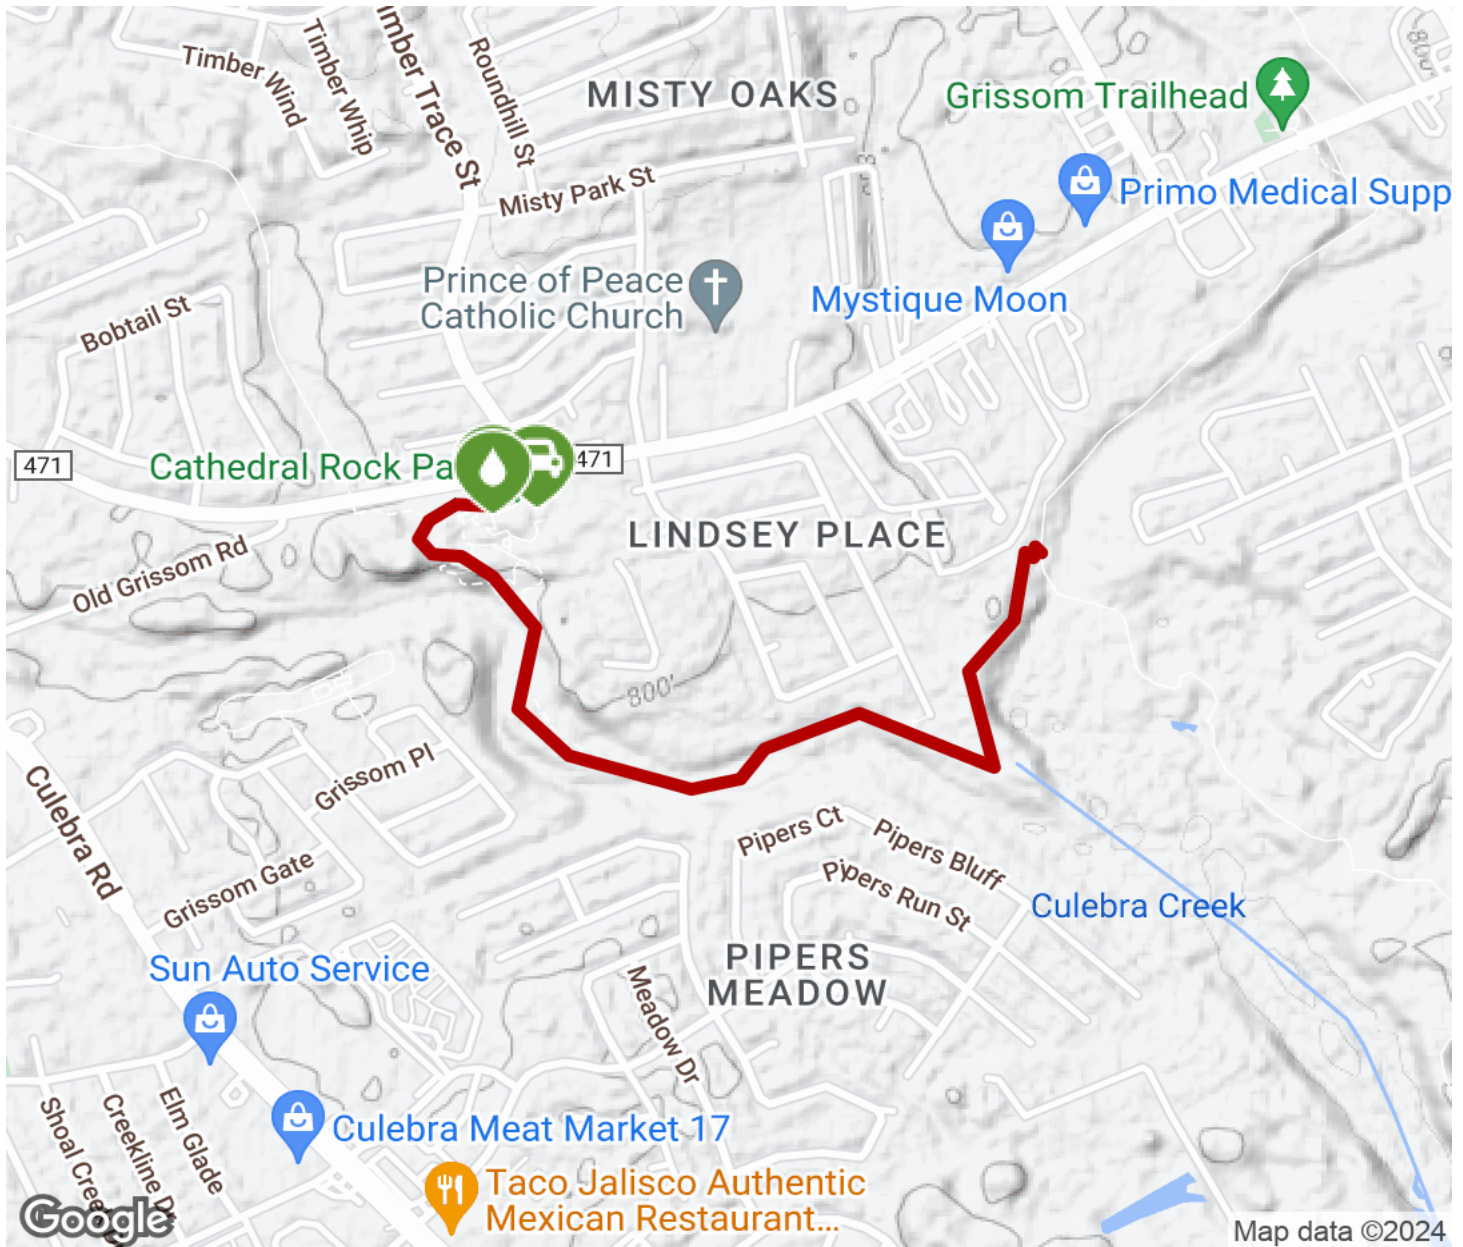 Timber Wind
Timber Whip
Timber Trace St
Roundhill St
MISTY OAKS
Grissom Trailhead
800'
Misty Park St
Primo Medical Supp
Prince of Peace
Catholic Church
Mystique Moon
Bobtail St
471
Cathedral Rock Pa
471
LINDSEY PLACE
Old Grissom Rd
800'
Grissom Pl
Culebra Rd
Pipers Ct
Pipers Bluff
Pipers Run St
Grissom Gate
Culebra Creek
PIPERS
MEADOW
Sun Auto Service
Meadow Dr
Shoal Cree
Creekline Dr
Elm Glade
Culebra Meat Market 17
Taco Jalisco Authentic
Mexican Restaurant...
Google
Map data ©2024